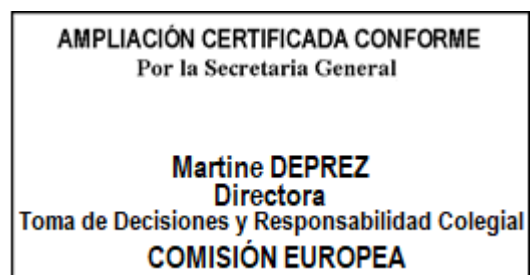 AMPLIACIÓN CERTIFICADA CONFORME
Por la Secretaria General
Martine DEPREZ
Directora
Toma de Decisiones y Responsabilidad Colegial
COMISIÓN EUROPEA